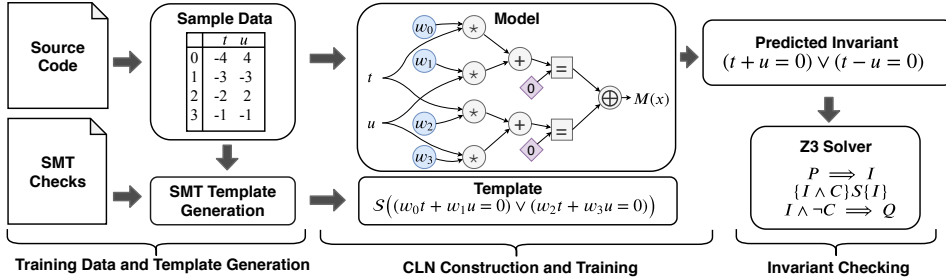 Source
Code
Sample Data
t u
0 -4 4
1 -3 -3
2 -2 2
3 -1 -1
SMT
Checks
SMT Template
Generation
Training Data and Template Generation
Model
w0
*
w1
+
=
t
*
0
⊕
M(x)
u
w2
*
+
=
w3
*
0
Template
S((w0t + w1u = 0) ∨ (w2t + w3u = 0))
CLN Construction and Training
Predicted Invariant
(t + u = 0) ∨ (t − u = 0)
Z3 Solver
P ⟹ I
{I ∧ C}S{I}
I ∧ ¬C ⟹ Q
Invariant Checking